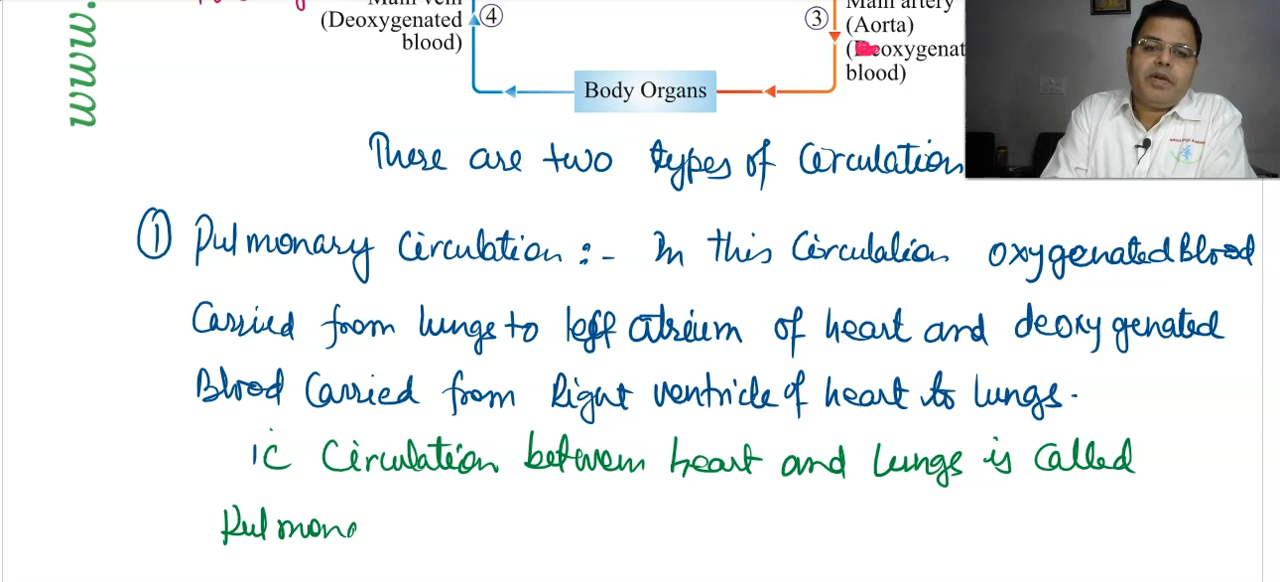 www.
Main vein
(Deoxygenated
blood)
④
③
Main artery
(Aorta)
oxygenat
blood)
Body Organs
There are two types of Circulation
① Pulmonary Circulation :- In this Circulation oxygenated Blood
Carried from lungs to left atrium of heart and deoxygenated
Blood Carried from Right ventricle of heart to lungs.
ie Circulation between heart and lungs is Called
Pulmona